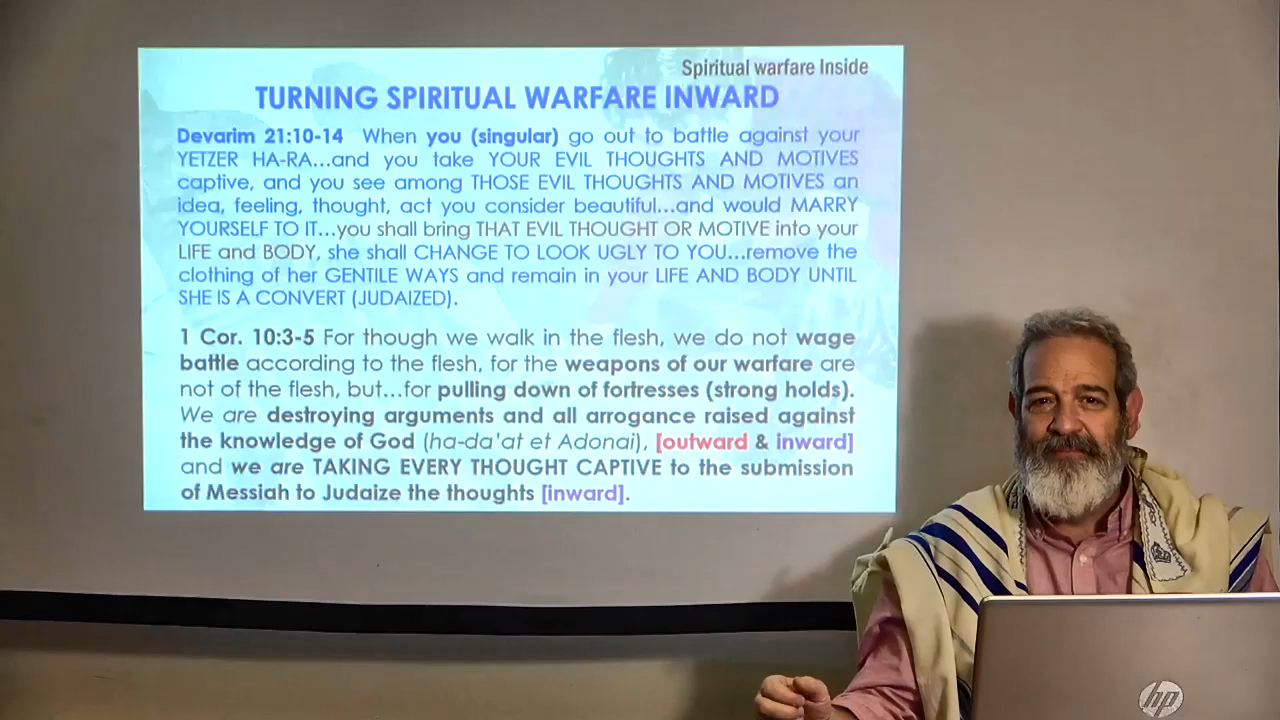 Spiritual warfare Inside
TURNING SPIRITUAL WARFARE INWARD
Devarim 21:10-14 When you (singular) go out to battle against your
YETZER HA-RA...and you take YOUR EVIL THOUGHTS AND MOTIVES
captive, and you see among THOSE EVIL THOUGHTS AND MOTIVES an
idea, feeling, thought, act you consider beautiful...and would MARRY
YOURSELF TO IT...you shall bring THAT EVIL THOUGHT OR MOTIVE into your
LIFE and BODY, she shall CHANGE TO LOOK UGLY TO YOU...remove the
clothing of her GENTILE WAYS and remain in your LIFE AND BODY UNTIL
SHE IS A CONVERT (JUDAIZED).
1 Cor. 10:3-5 For though we walk in the flesh, we do not wage
battle according to the flesh, for the weapons of our warfare are
not of the flesh, but...for pulling down of fortresses (strong holds).
We are destroying arguments and all arrogance raised against
the knowledge of God (ha-da'at et Adonai), [outward & inward]
and we are TAKING EVERY THOUGHT CAPTIVE to the submission
of Messiah to Judaize the thoughts [inward].
hp